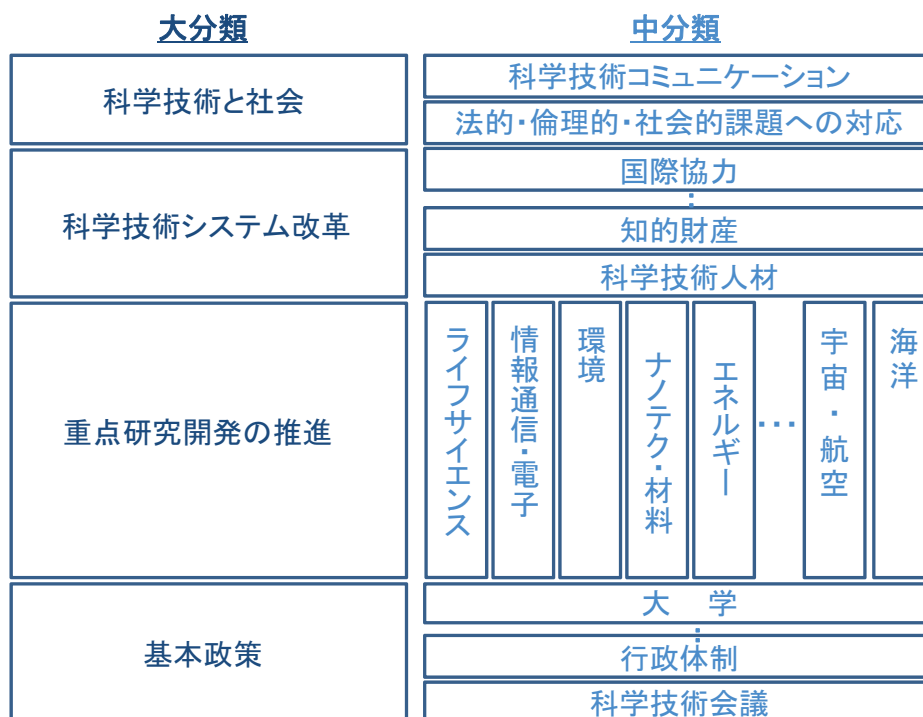 大分類
中分類
科学技術と社会
科学技術コミュニケーション
法的・倫理的・社会的課題への対応
科学技術システム改革
国際協力
⋮
知的財産
科学技術人材
重点研究開発の推進
ライフサイエンス
情報通信・電子
環境
ナノテク・材料
エネルギー
…
宇宙・航空
海洋
基本政策
大 学
⋮
行政体制
科学技術会議